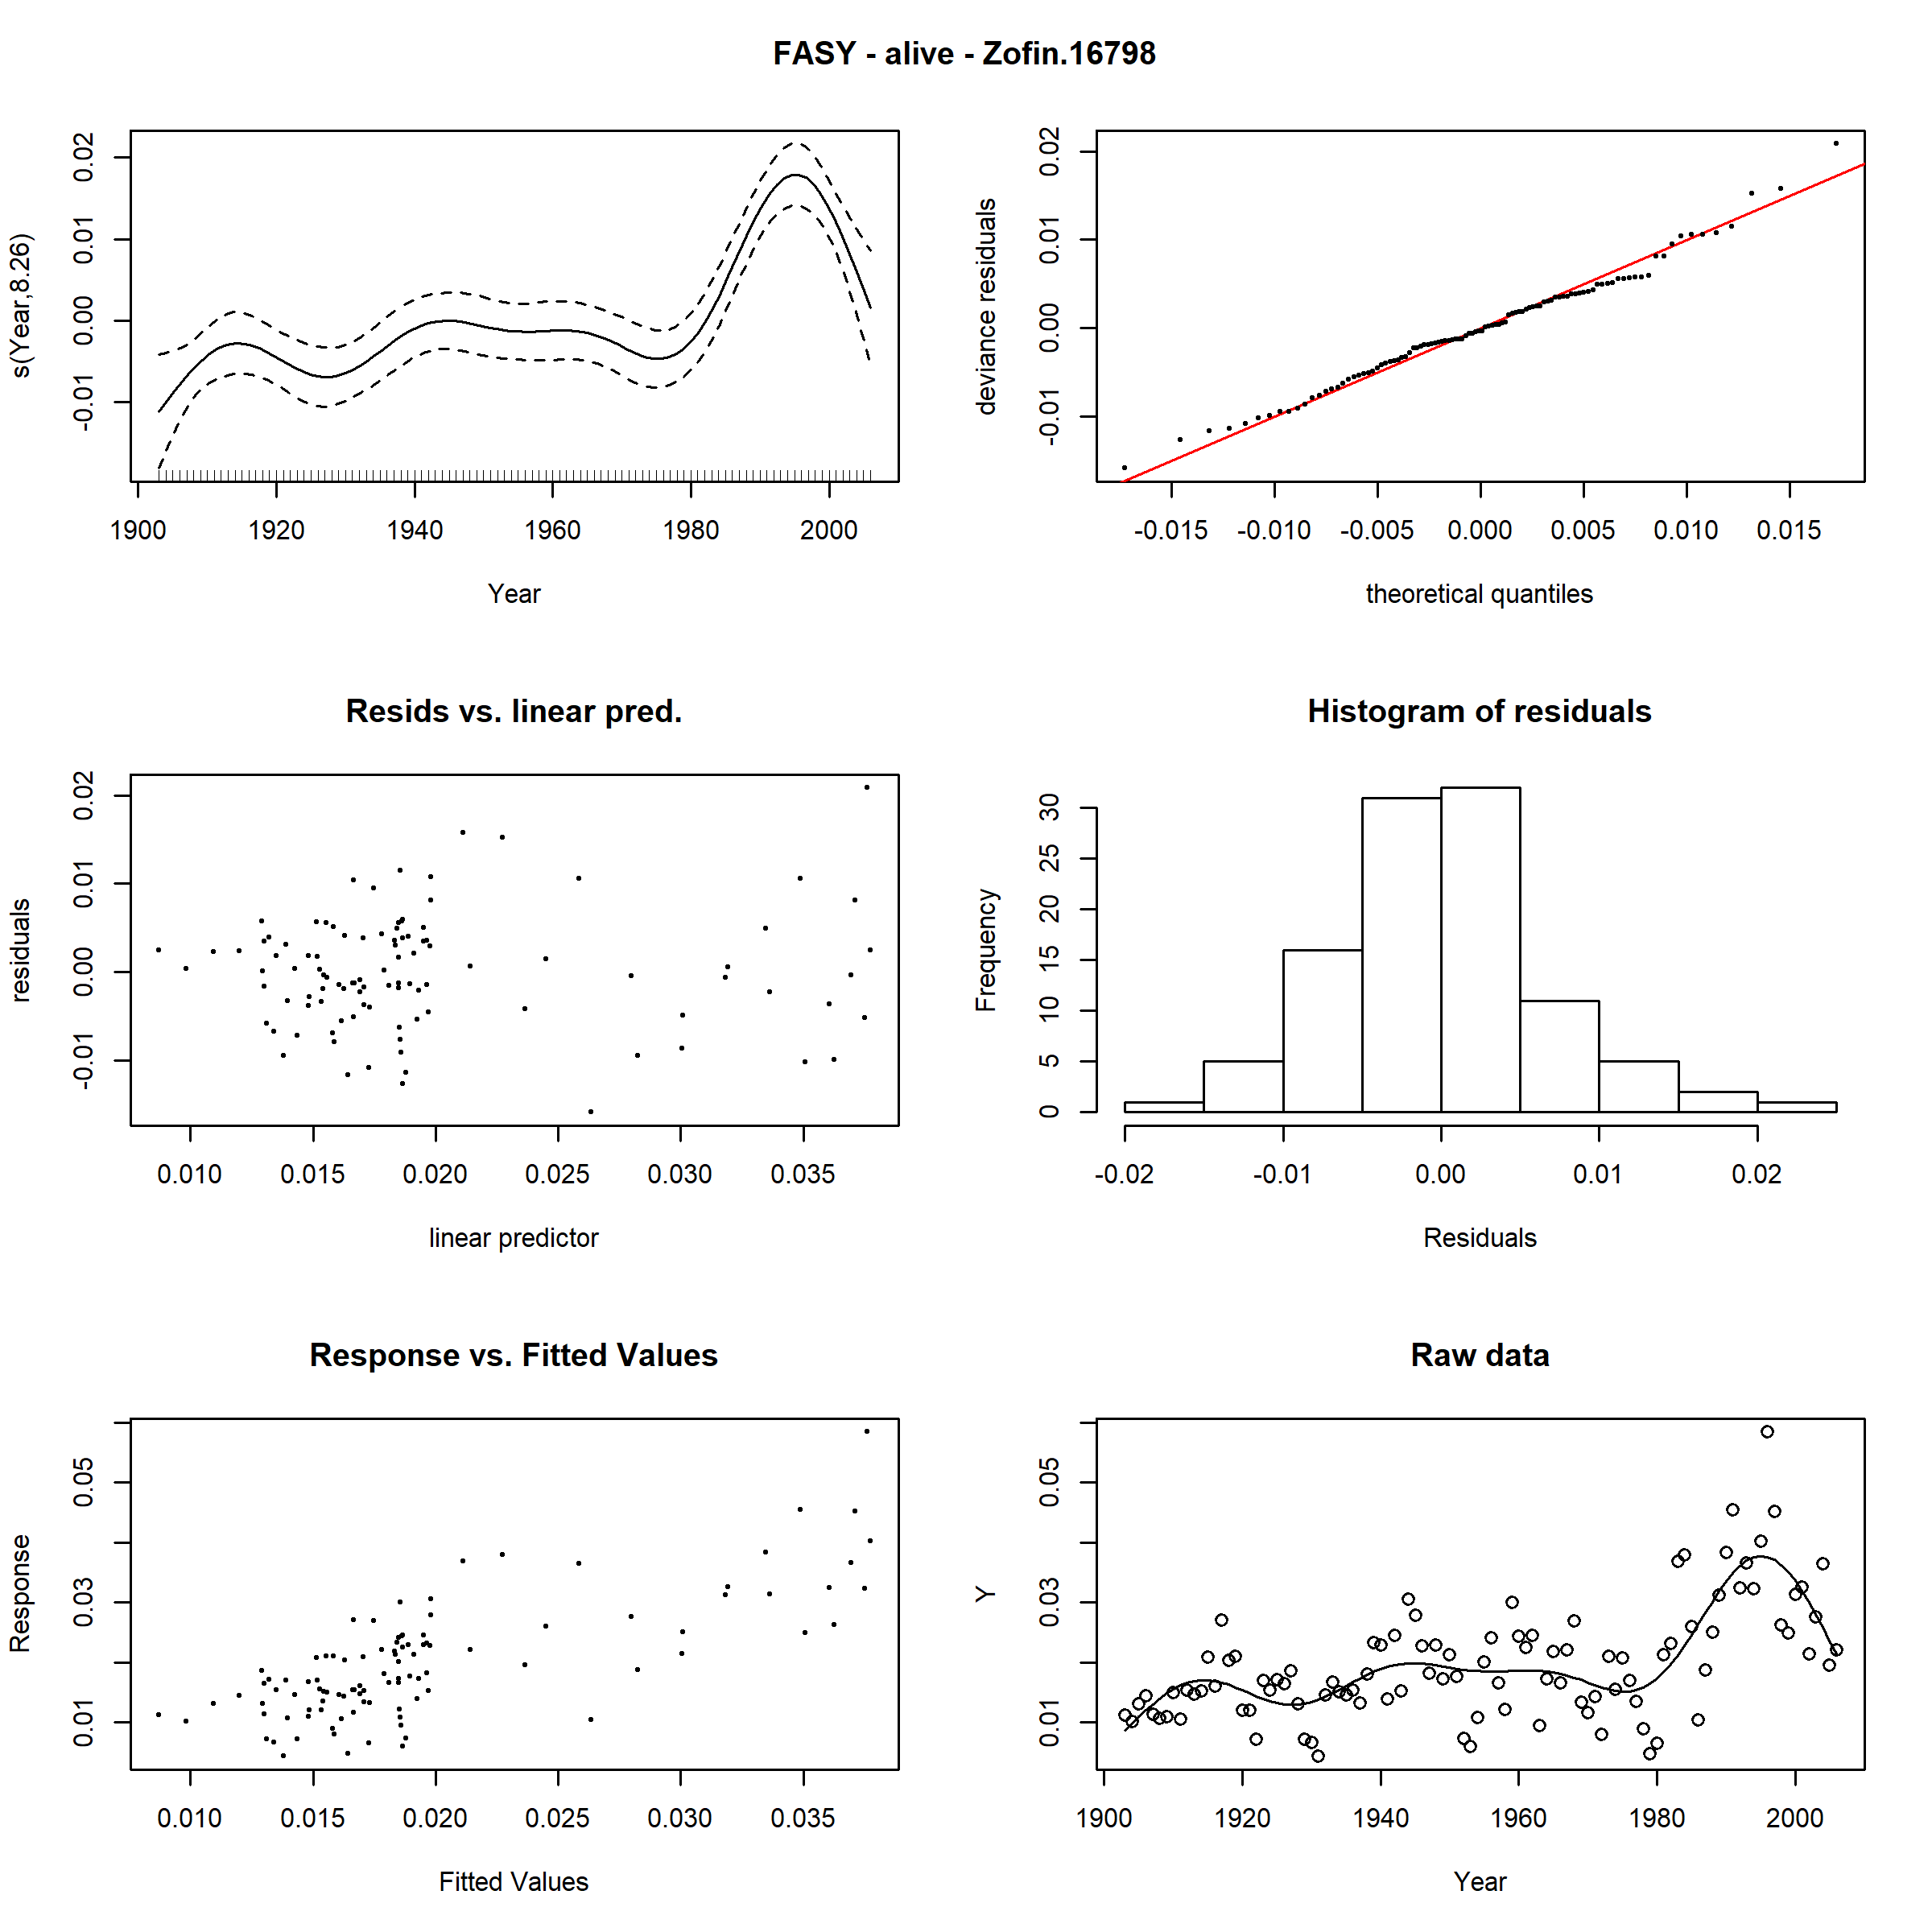 FASY - alive - Zofin.16798
s(Year,8.26)
0.02
0.01
0.00
-0.01
1900 1920 1940 1960 1980 2000
Year
deviance residuals
0.02
0.01
0.00
-0.01
-0.015 -0.010 -0.005 0.000 0.005 0.010 0.015
theoretical quantiles
Resids vs. linear pred.
residuals
0.02
0.01
0.00
-0.01
0.010 0.015 0.020 0.025 0.030 0.035
linear predictor
Histogram of residuals
Frequency
30
25
20
15
10
5
0
-0.02 -0.01 0.00 0.01 0.02
Residuals
Response vs. Fitted Values
Response
0.05
0.03
0.01
0.010 0.015 0.020 0.025 0.030 0.035
Fitted Values
Raw data
Y
0.05
0.03
0.01
1900 1920 1940 1960 1980 2000
Year